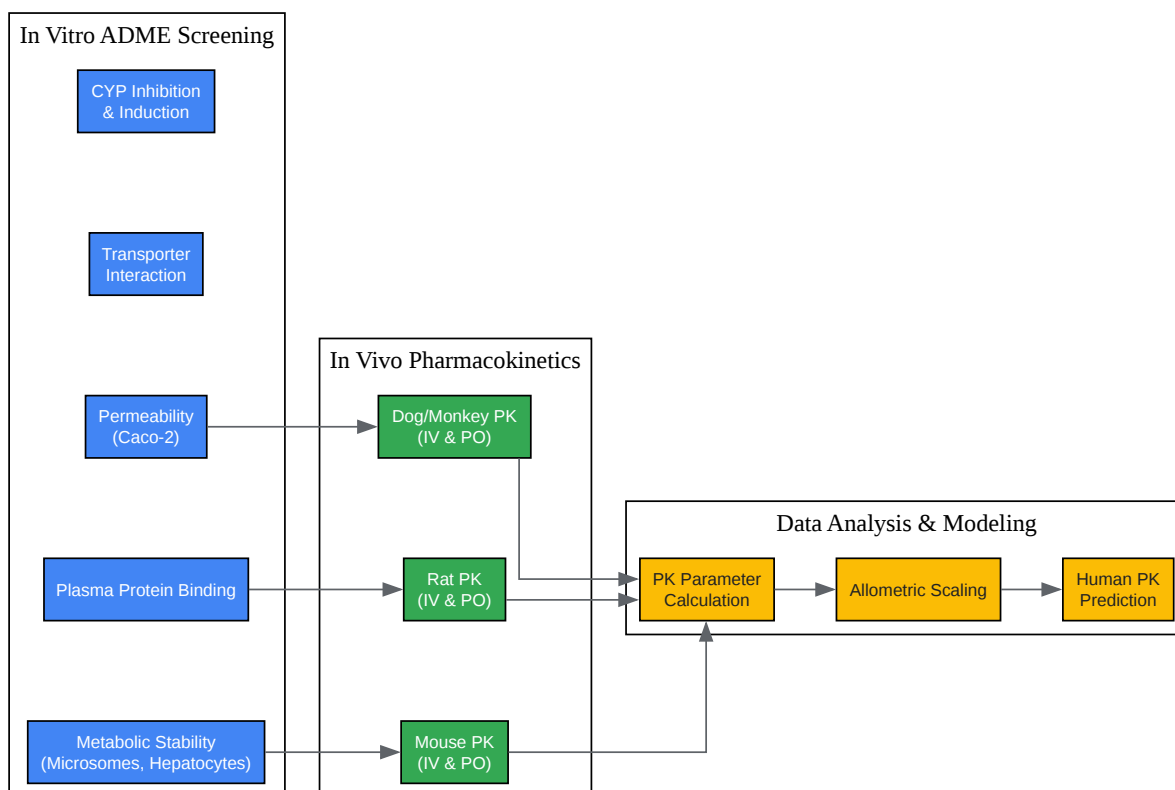 In Vitro ADME Screening
CYP Inhibition
& Induction
Transporter
Interaction
Permeability
(Caco-2)
Plasma Protein Binding
Metabolic Stability
(Microsomes, Hepatocytes)
In Vivo Pharmacokinetics
Dog/Monkey PK
(IV & PO)
Rat PK
(IV & PO)
Mouse PK
(IV & PO)
Data Analysis & Modeling
PK Parameter
Calculation
Allometric Scaling
Human PK
Prediction